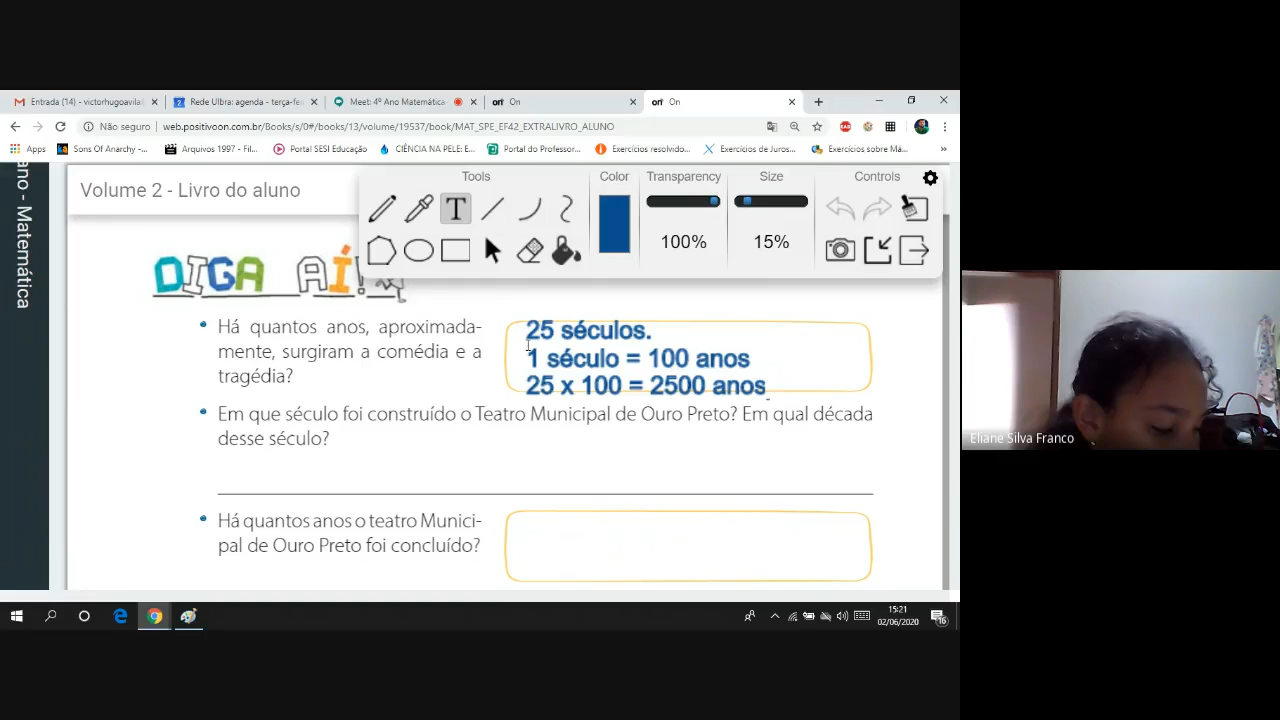 Entrada (14) - victorhugoavila
Rede Ulbra: agenda - terça-fe
Meet: 4º Ano Matemática
On
On
Não seguro
web.positivoon.com.br/Books/s/0#/books/13/volume/19537/book/MAT_SPE_EF42_EXTRALIVRO_ALUNO
Apps
Sons Of Anarchy -...
Arquivos 1997 - Fil...
Portal SESI Educação
CIÊNCIA NA PELE: E...
Portal do Professor...
Exercícios resolvido...
Exercícios de Juros...
Exercícios sobre Ma...
ano - Matemática
Volume 2 - Livro do aluno
Tools
Color
Transparency
Size
Controls
T
100%
15%
DIGA AÍ!
Há quantos anos, aproximada-
mente, surgiram a comédia e a
tragédia?
25 séculos.
1 século = 100 anos
25 x 100 = 2500 anos
Em que século foi construído o Teatro Municipal de Ouro Preto? Em qual década
desse século?
Há quantos anos o teatro Munici-
pal de Ouro Preto foi concluído?
Eliane Silva Franco
15:21
02/06/2020
16